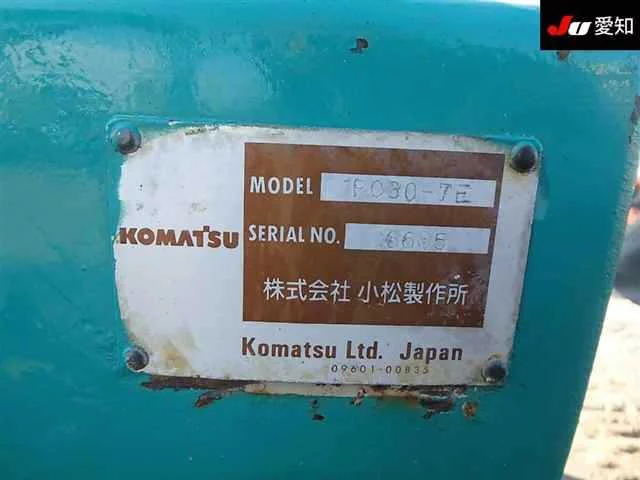 JU 愛知
MODEL PC30-7E
KOMATSU
SERIAL NO.
株式会社 小松製作所
Komatsu Ltd. Japan
09601-00835